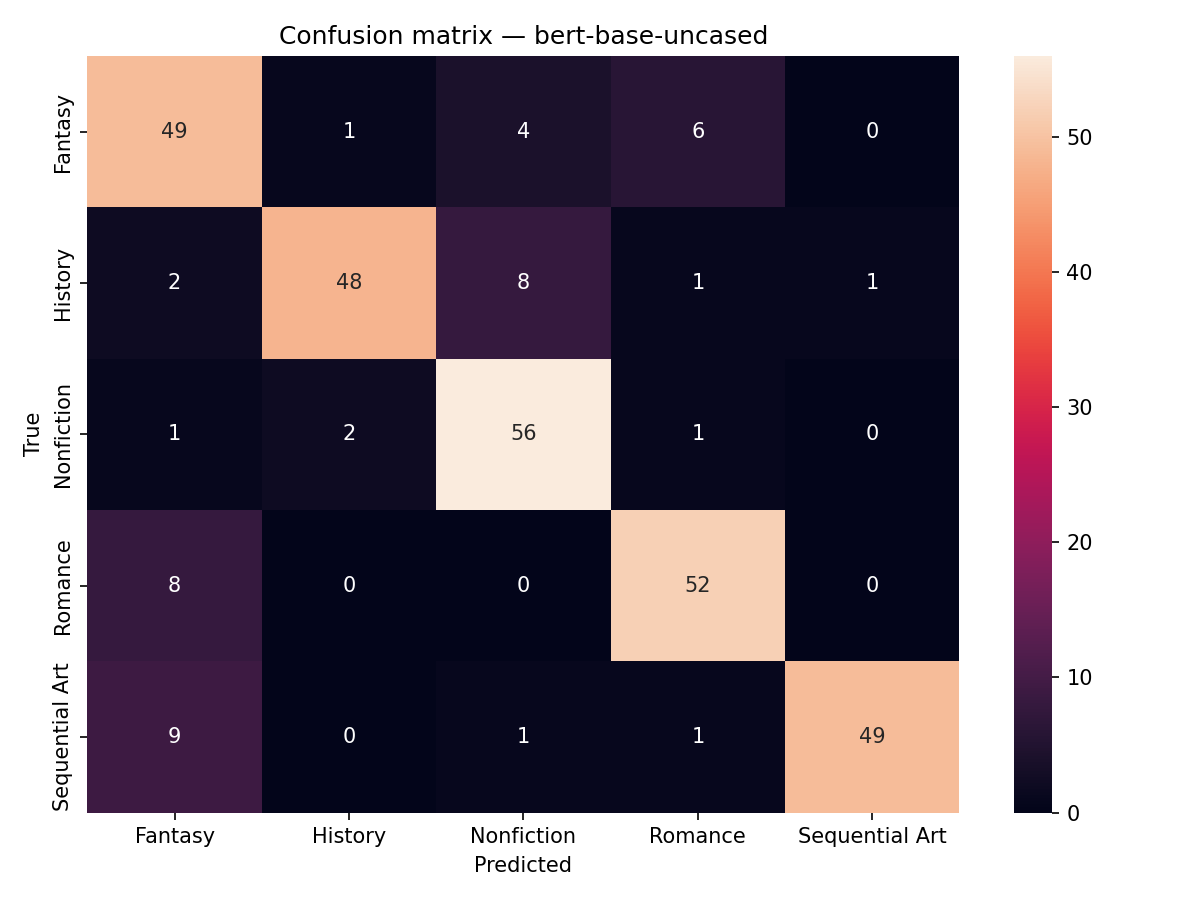 Confusion matrix — bert-base-uncased
Fantasy 49 1 4 6 0
History 2 48 8 1 1
True
Nonfiction 1 2 56 1 0
Romance 8 0 0 52 0
Sequential Art 9 0 1 1 49
Fantasy History Nonfiction Romance Sequential Art
Predicted
50
40
30
20
10
0